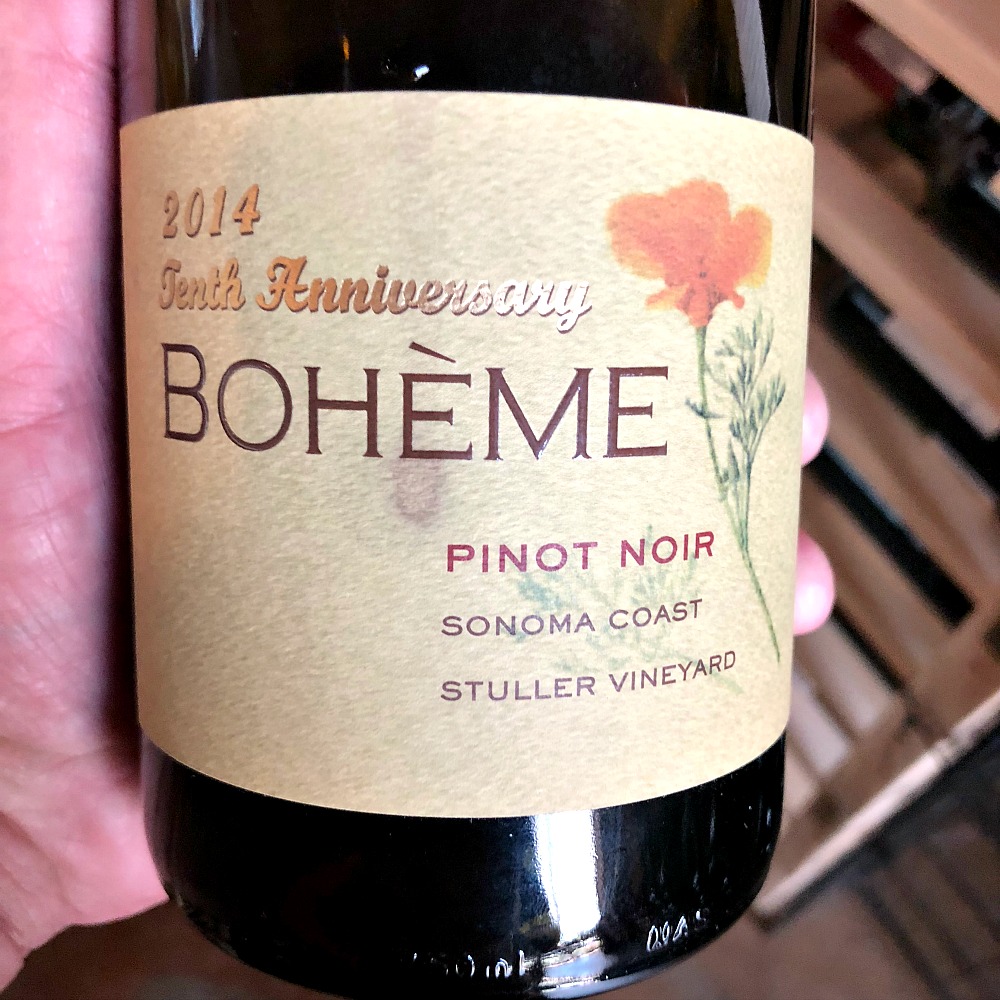 2014
Tenth Anniversary
BOHÈME
PINOT NOIR
SONOMA COAST
STULLER VINEYARD